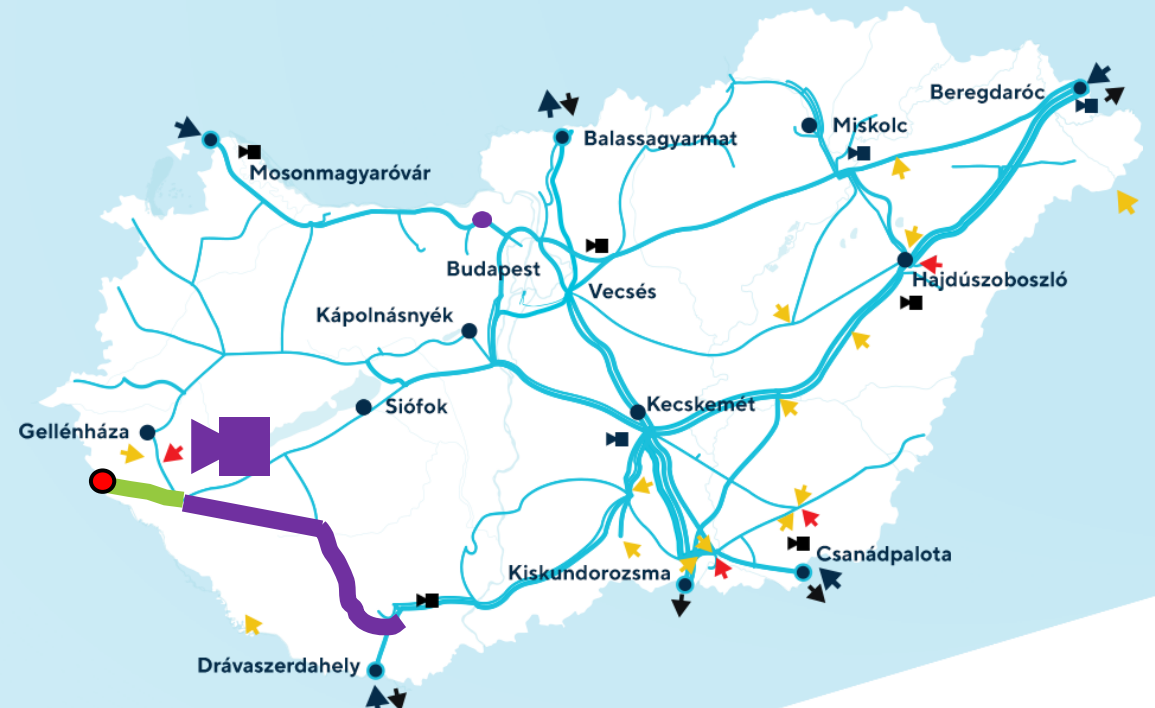 Beregdaróc
Balassagyarmat
Miskolc
Mosonmagyaróvár
Budapest
Hajdúszoboszló
Vecsés
Kápolnásnyék
Siófok
Kecskemét
Gellénháza
Csanádpalota
Kiskundorozsma
Drávaszerdahely